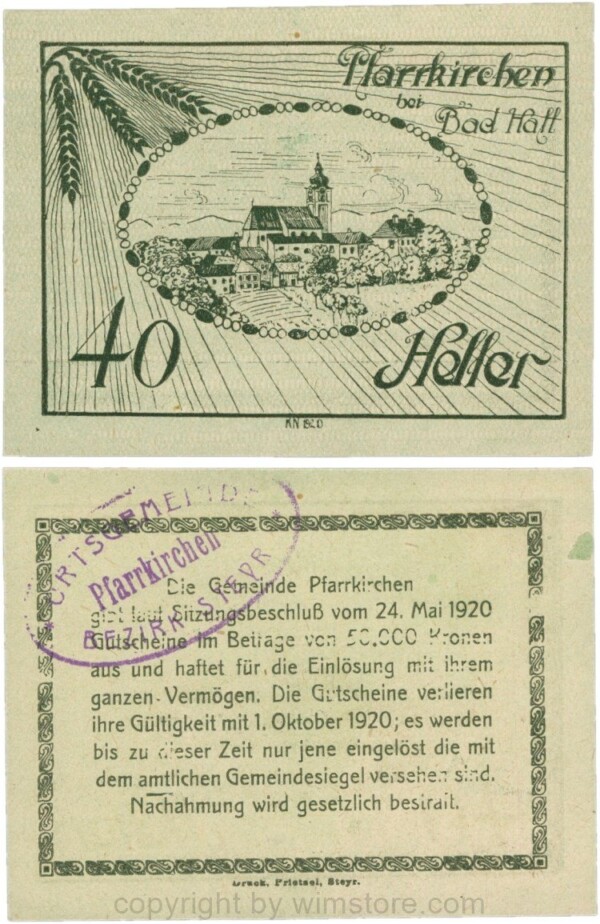 Pfarrkirchen
bei Bad Hall
40 Heller
ORTSGEMEINDE
Pfarrkirchen
BEZIRK STEYR
Die Gemeinde Pfarrkirchen
gibt laut Sitzungsbeschluß vom 24. Mai 1920
Gutscheine im Betrage von 50.000 Kronen
aus und haftet für die Einlösung mit ihrem
ganzen Vermögen. Die Gutscheine verlieren
ihre Gültigkeit mit 1. Oktober 1920; es werden
bis zu dieser Zeit nur jene eingelöst die mit
dem amtlichen Gemeindesiegel versehen sind.
Nachahmung wird gesetzlich bestraft.
Druck, Prietzel, Steyr.
copyright by wimstore.com